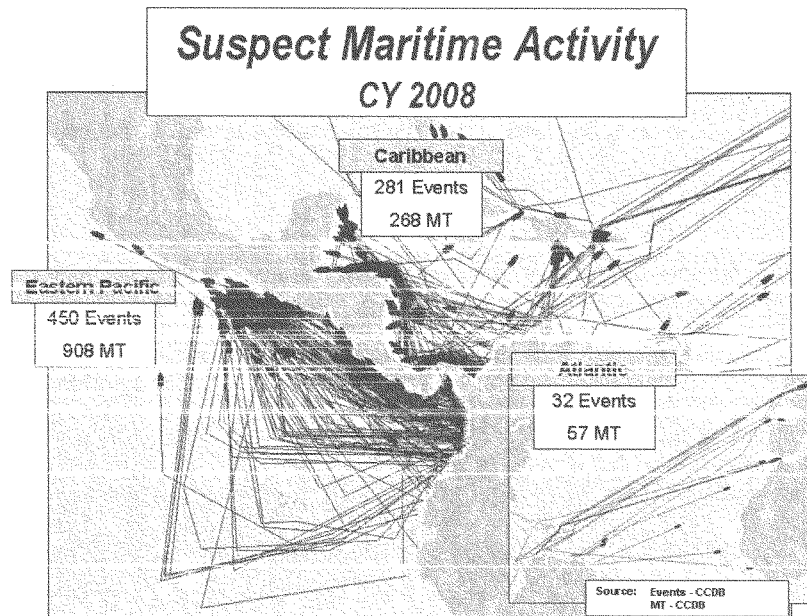 Suspect Maritime Activity
CY 2008
Caribbean
281 Events
268 MT
Eastern Pacific
450 Events
908 MT
Atlantic
32 Events
57 MT
Source: Events - CCDB
MT - CCDB